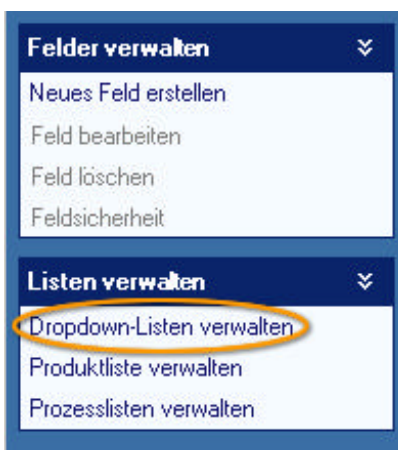 Felder verwalten
Neues Feld erstellen
Feld bearbeiten
Feld löschen
Feldsicherheit
Listen verwalten
Dropdown-Listen verwalten
Produktliste verwalten
Prozesslisten verwalten